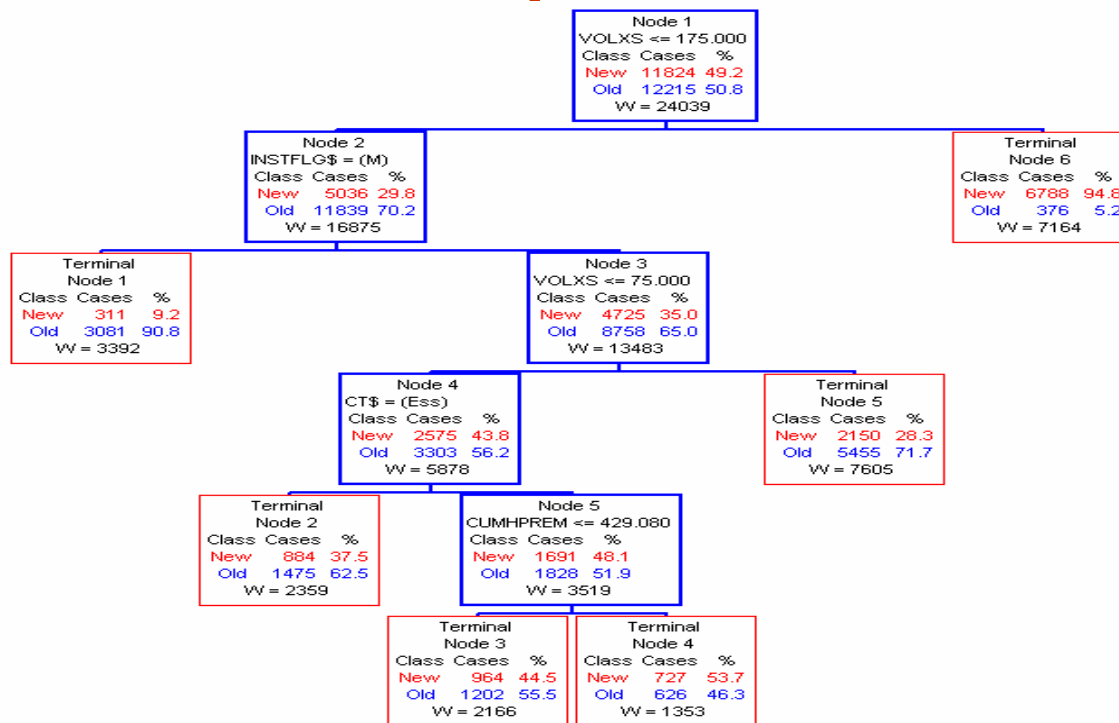 Node 1
VOLXS <= 175.000
Class Cases %
New 11824 49.2
Old 12215 50.8
W = 24039
Node 2
INSTFLG$ = (M)
Class Cases %
New 5036 29.8
Old 11839 70.2
W = 16875
Terminal
Node 6
Class Cases %
New 6788 94.8
Old 376 5.2
W = 7164
Terminal
Node 1
Class Cases %
New 311 9.2
Old 3081 90.8
W = 3392
Node 3
VOLXS <= 75.000
Class Cases %
New 4725 35.0
Old 8758 65.0
W = 13483
Node 4
CT$ = (Ess)
Class Cases %
New 2575 43.8
Old 3303 56.2
W = 5878
Terminal
Node 5
Class Cases %
New 2150 28.3
Old 5455 71.7
W = 7605
Terminal
Node 2
Class Cases %
New 884 37.5
Old 1475 62.5
W = 2359
Node 5
CUMHPREM <= 429.080
Class Cases %
New 1691 48.1
Old 1828 51.9
W = 3519
Terminal
Node 3
Class Cases %
New 964 44.5
Old 1202 55.5
W = 2166
Terminal
Node 4
Class Cases %
New 727 53.7
Old 626 46.3
W = 1353